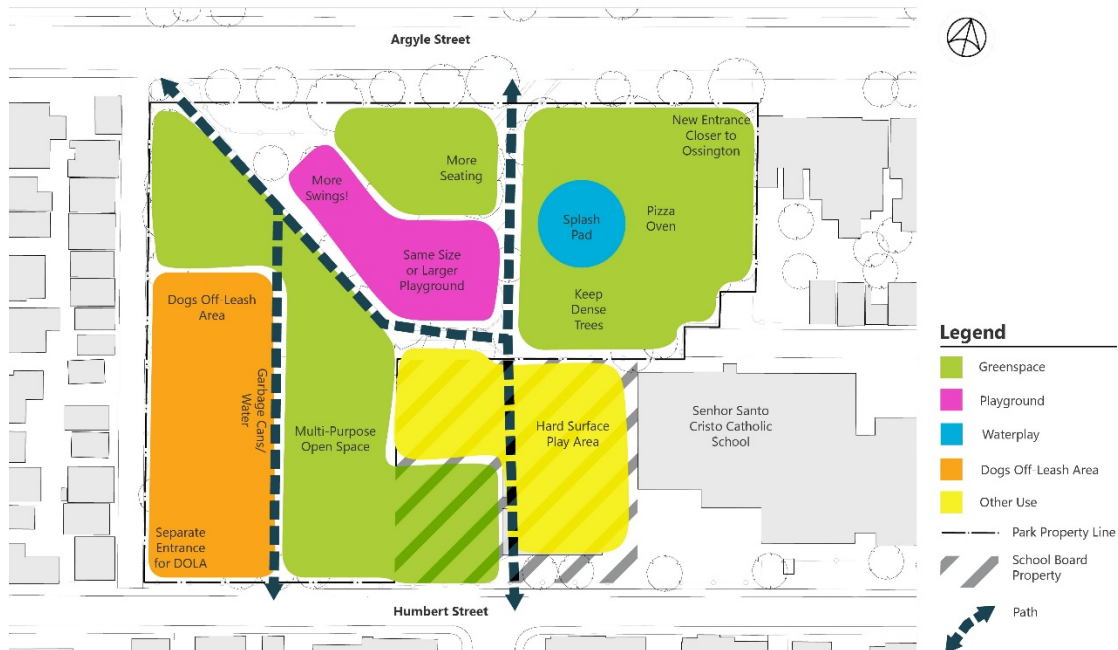 Argyle Street
New Entrance
Closer to
Ossington
More
Seating
More
Swings!
Splash
Pad
Pizza
Oven
Same Size
or Larger
Playground
Keep
Dense
Trees
Dogs Off-Leash
Area
Garbage Cans/
Water
Multi-Purpose
Open Space
Hard Surface
Play Area
Senhor Santo
Cristo Catholic
School
Separate
Entrance
for DOLA
Humbert Street
Legend
Greenspace
Playground
Waterplay
Dogs Off-Leash Area
Other Use
Park Property Line
School Board
Property
Path